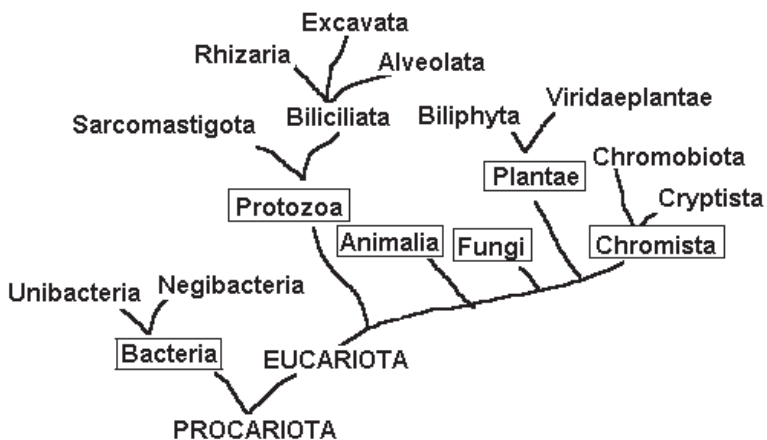 Excavata
Rhizaria
Alveolata
Viridaeplantae
Sarcomastigota
Biliciliata
Biliphyta
Chromobiota
Plantae
Cryptista
Protozoa
Animalia
Fungi
Chromista
Unibacteria
Negibacteria
Bacteria
EUCARIOTA
PROCARIOTA